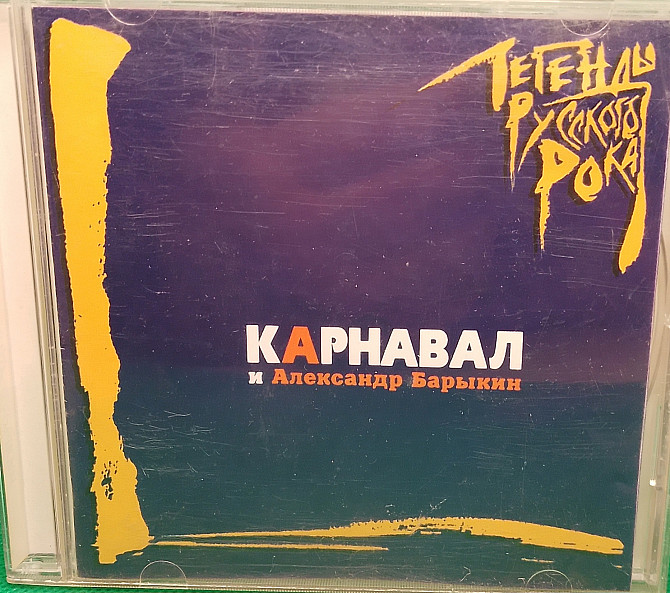 Легенды
Русского
Рока
КАРНАВАЛ
и Александр Барыкин